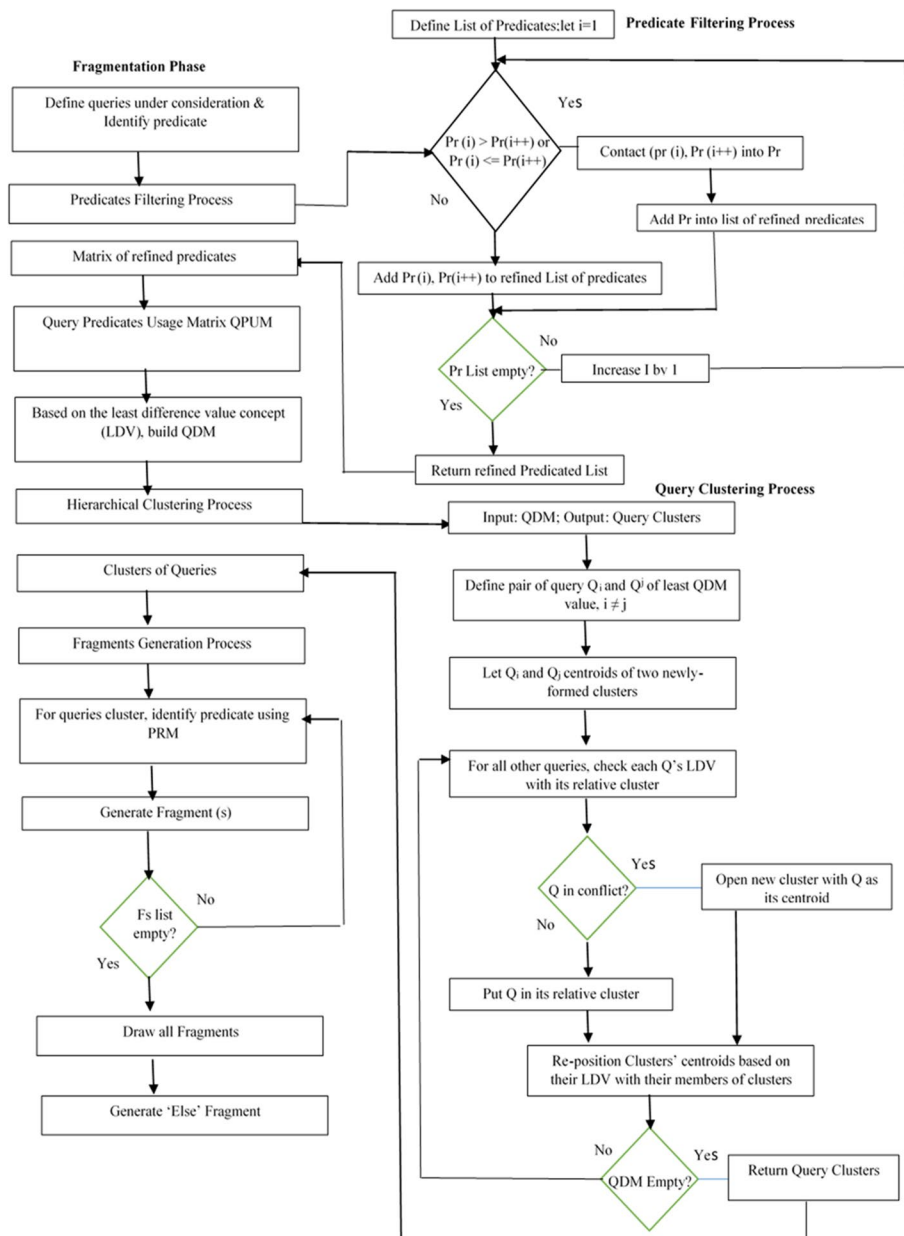 Fragmentation Phase
Define queries under consideration &
Identify predicate
Predicates Filtering Process
Matrix of refined predicates
Query Predicates Usage Matrix QPUM
Based on the least difference value concept
(LDV), build QDM
Hierarchical Clustering Process
Clusters of Queries
Fragments Generation Process
For queries cluster, identify predicate using
PRM
Generate Fragment (s)
Fs list
empty?
No
Yes
Draw all Fragments
Generate ‘Else’ Fragment
Predicate Filtering Process
Define List of Predicates;let i=1
Pr (i) > Pr(i++) or
Pr (i) <= Pr(i++)
Yes
No
Contact (pr (i), Pr (i++) into Pr
Add Pr into list of refined predicates
Add Pr (i), Pr(i++) to refined List of predicates
Pr List empty?
No
Yes
Increase I by 1
Return refined Predicated List
Query Clustering Process
Input: QDM; Output: Query Clusters
Define pair of query Qᵢ and Qʲ of least QDM
value, i ≠ j
Let Qᵢ and Qⱼ centroids of two newly-
formed clusters
For all other queries, check each Q’s LDV
with its relative cluster
Q in conflict?
Yes
No
Open new cluster with Q as
its centroid
Put Q in its relative cluster
Re-position Clusters’ centroids based on
their LDV with their members of clusters
QDM Empty?
No
Yes
Return Query Clusters